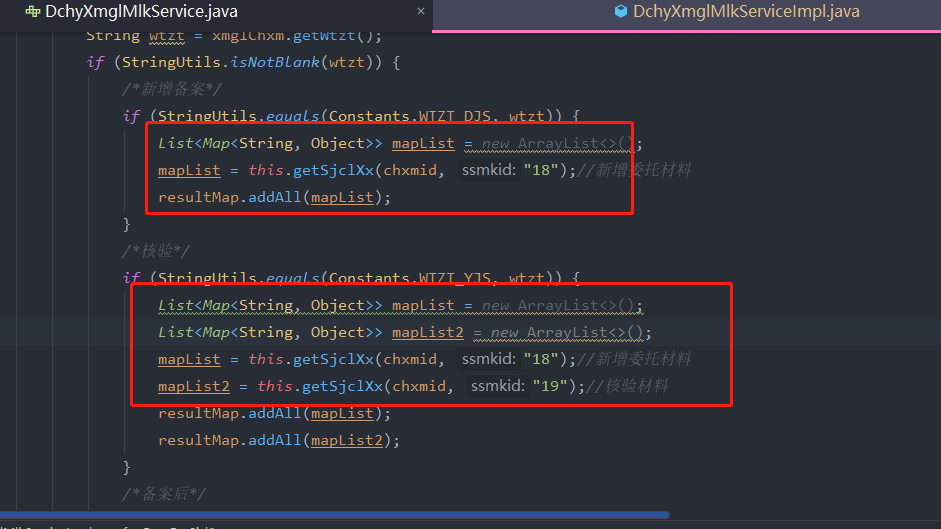 DchyXmglMlkService.java × DchyXmglMlkServiceImpl.java
String wtzt = xmglChxm.getWtzt();
if (StringUtils.isNotBlank(wtzt)) {
/*新增备案*/
if (StringUtils.equals(Constants.WTZT_DJS, wtzt)) {
List<Map<String, Object>> mapList = new ArrayList<>();
mapList = this.getSjclXx(chxmid, ssmkid: "18");//新增委托材料
resultMap.addAll(mapList);
}
/*核验*/
if (StringUtils.equals(Constants.WTZT_YJS, wtzt)) {
List<Map<String, Object>> mapList = new ArrayList<>();
List<Map<String, Object>> mapList2 = new ArrayList<>();
mapList = this.getSjclXx(chxmid, ssmkid: "18");//新增委托材料
mapList2 = this.getSjclXx(chxmid, ssmkid: "19");//核验材料
resultMap.addAll(mapList);
resultMap.addAll(mapList2);
}
/*备案后*/